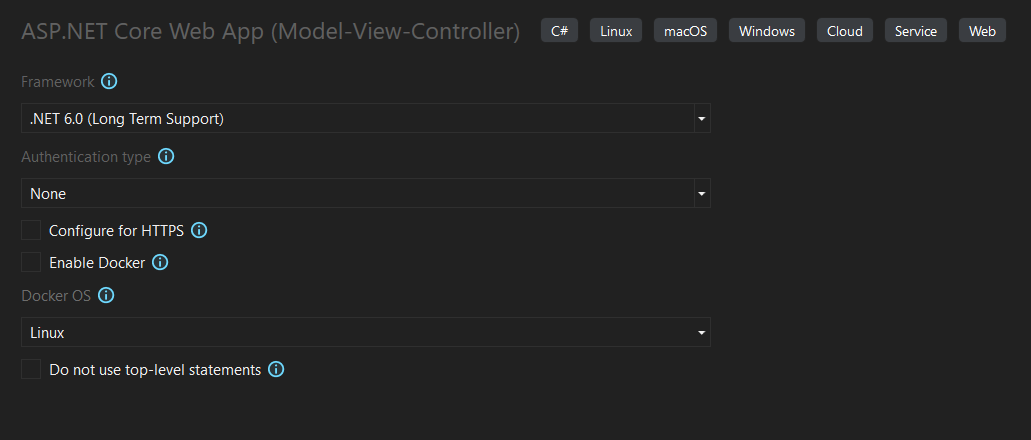 ASP.NET Core Web App (Model-View-Controller) C# Linux macOS Windows Cloud Service Web
Framework
.NET 6.0 (Long Term Support)
Authentication type
None
Configure for HTTPS
Enable Docker
Docker OS
Linux
Do not use top-level statements